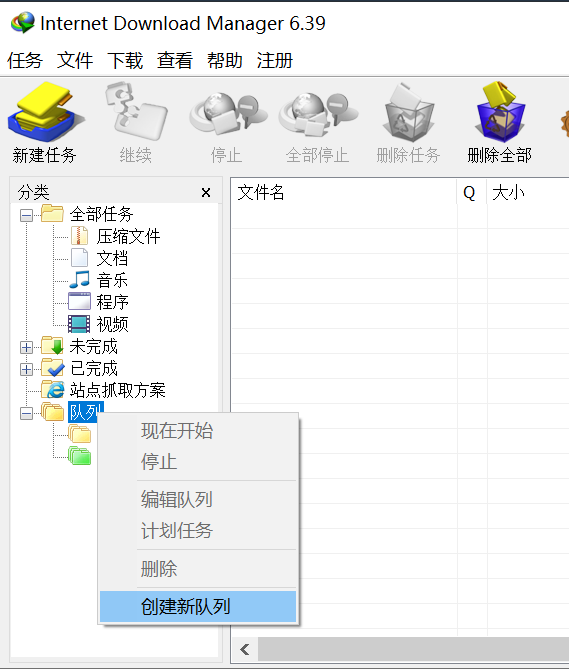 Internet Download Manager 6.39
任务 文件 下载 查看 帮助 注册
新建任务 继续 停止 全部停止 删除任务 删除全部
分类 x
文件名 Q 大小
全部任务
压缩文件
文档
音乐
程序
视频
未完成
已完成
站点抓取方案
队列
现在开始
停止
编辑队列
计划任务
删除
创建新队列